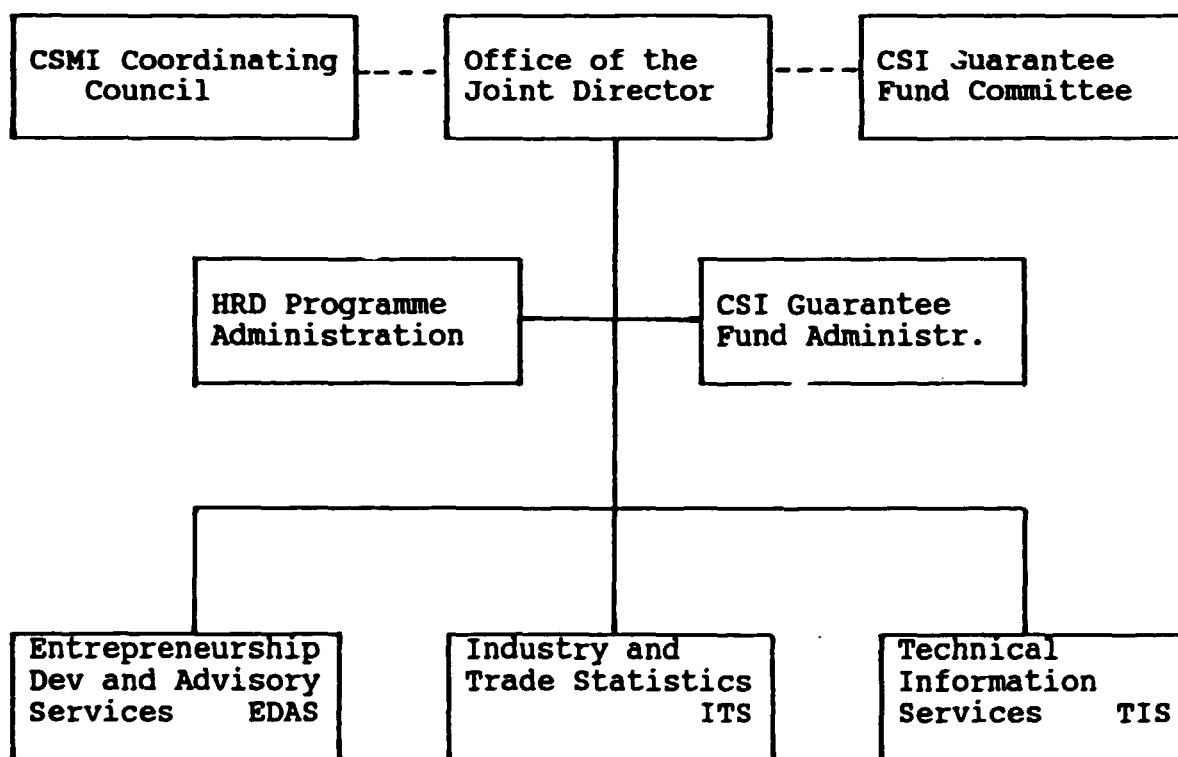 CSMI Coordinating
Council
Office of the
Joint Director
CSI Guarantee
Fund Committee
HRD Programme
Administration
CSI Guarantee
Fund Administr.
Entrepreneurship
Dev and Advisory
Services EDAS
Industry and
Trade Statistics
ITS
Technical
Information
Services TIS